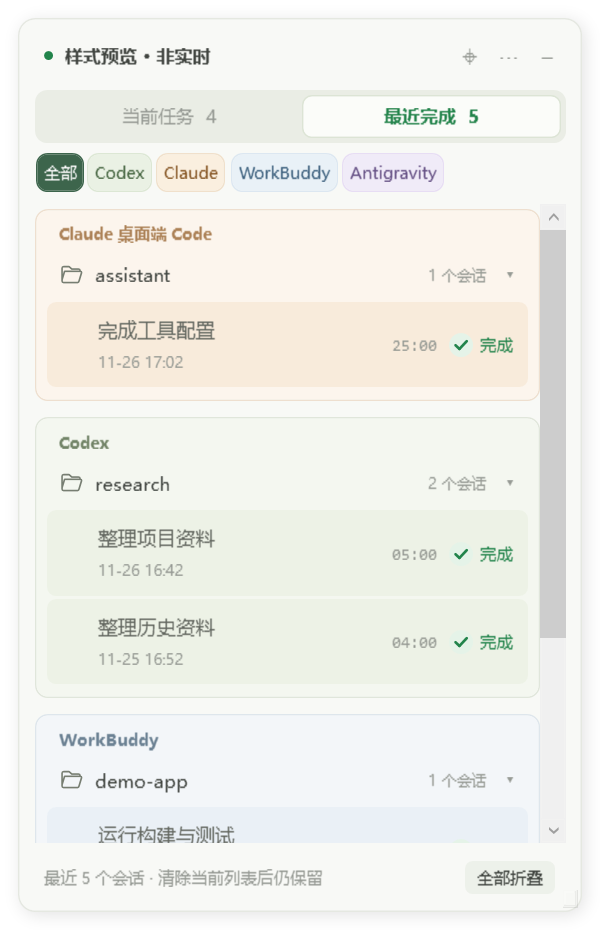 样式预览・非实时
当前任务 4
最近完成 5
全部 Codex Claude WorkBuddy Antigravity
Claude 桌面端 Code
assistant 1 个会话
完成工具配置
25:00 完成
11-26 17:02
Codex
research 2 个会话
整理项目资料
05:00 完成
11-26 16:42
整理历史资料
04:00 完成
11-25 16:52
WorkBuddy
demo-app 1 个会话
运行构建与测试
最近 5 个会话 · 清除当前列表后仍保留
全部折叠